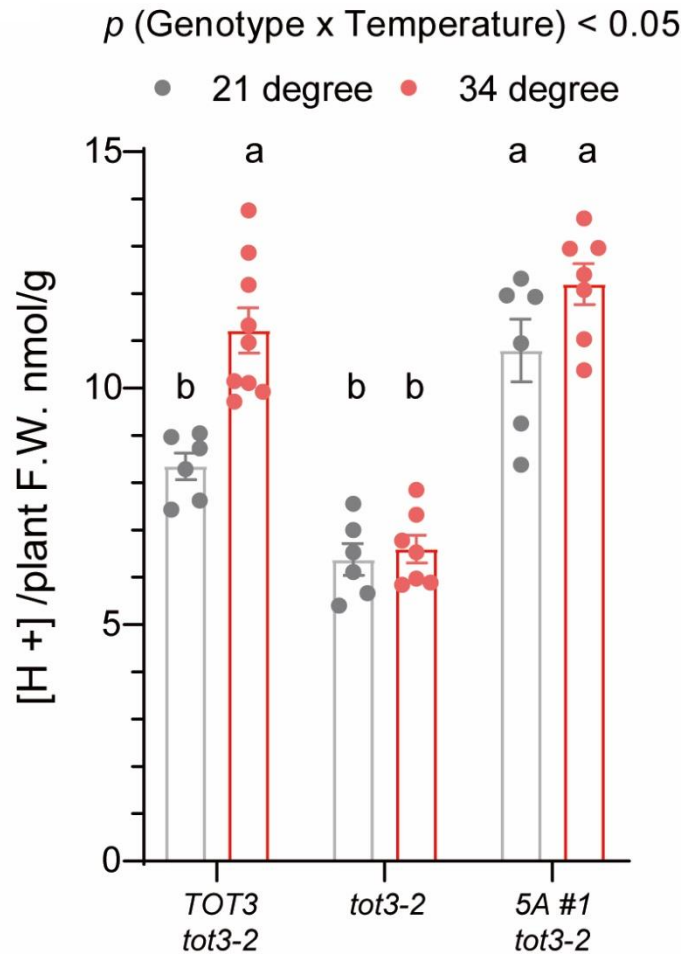 p (Genotype x Temperature) < 0.05
21 degree 34 degree
15
a
a a
10
b
b b
5
0
[H +] /plant F.W. nmol/g
TOT3
tot3-2
tot3-2
5A #1
tot3-2